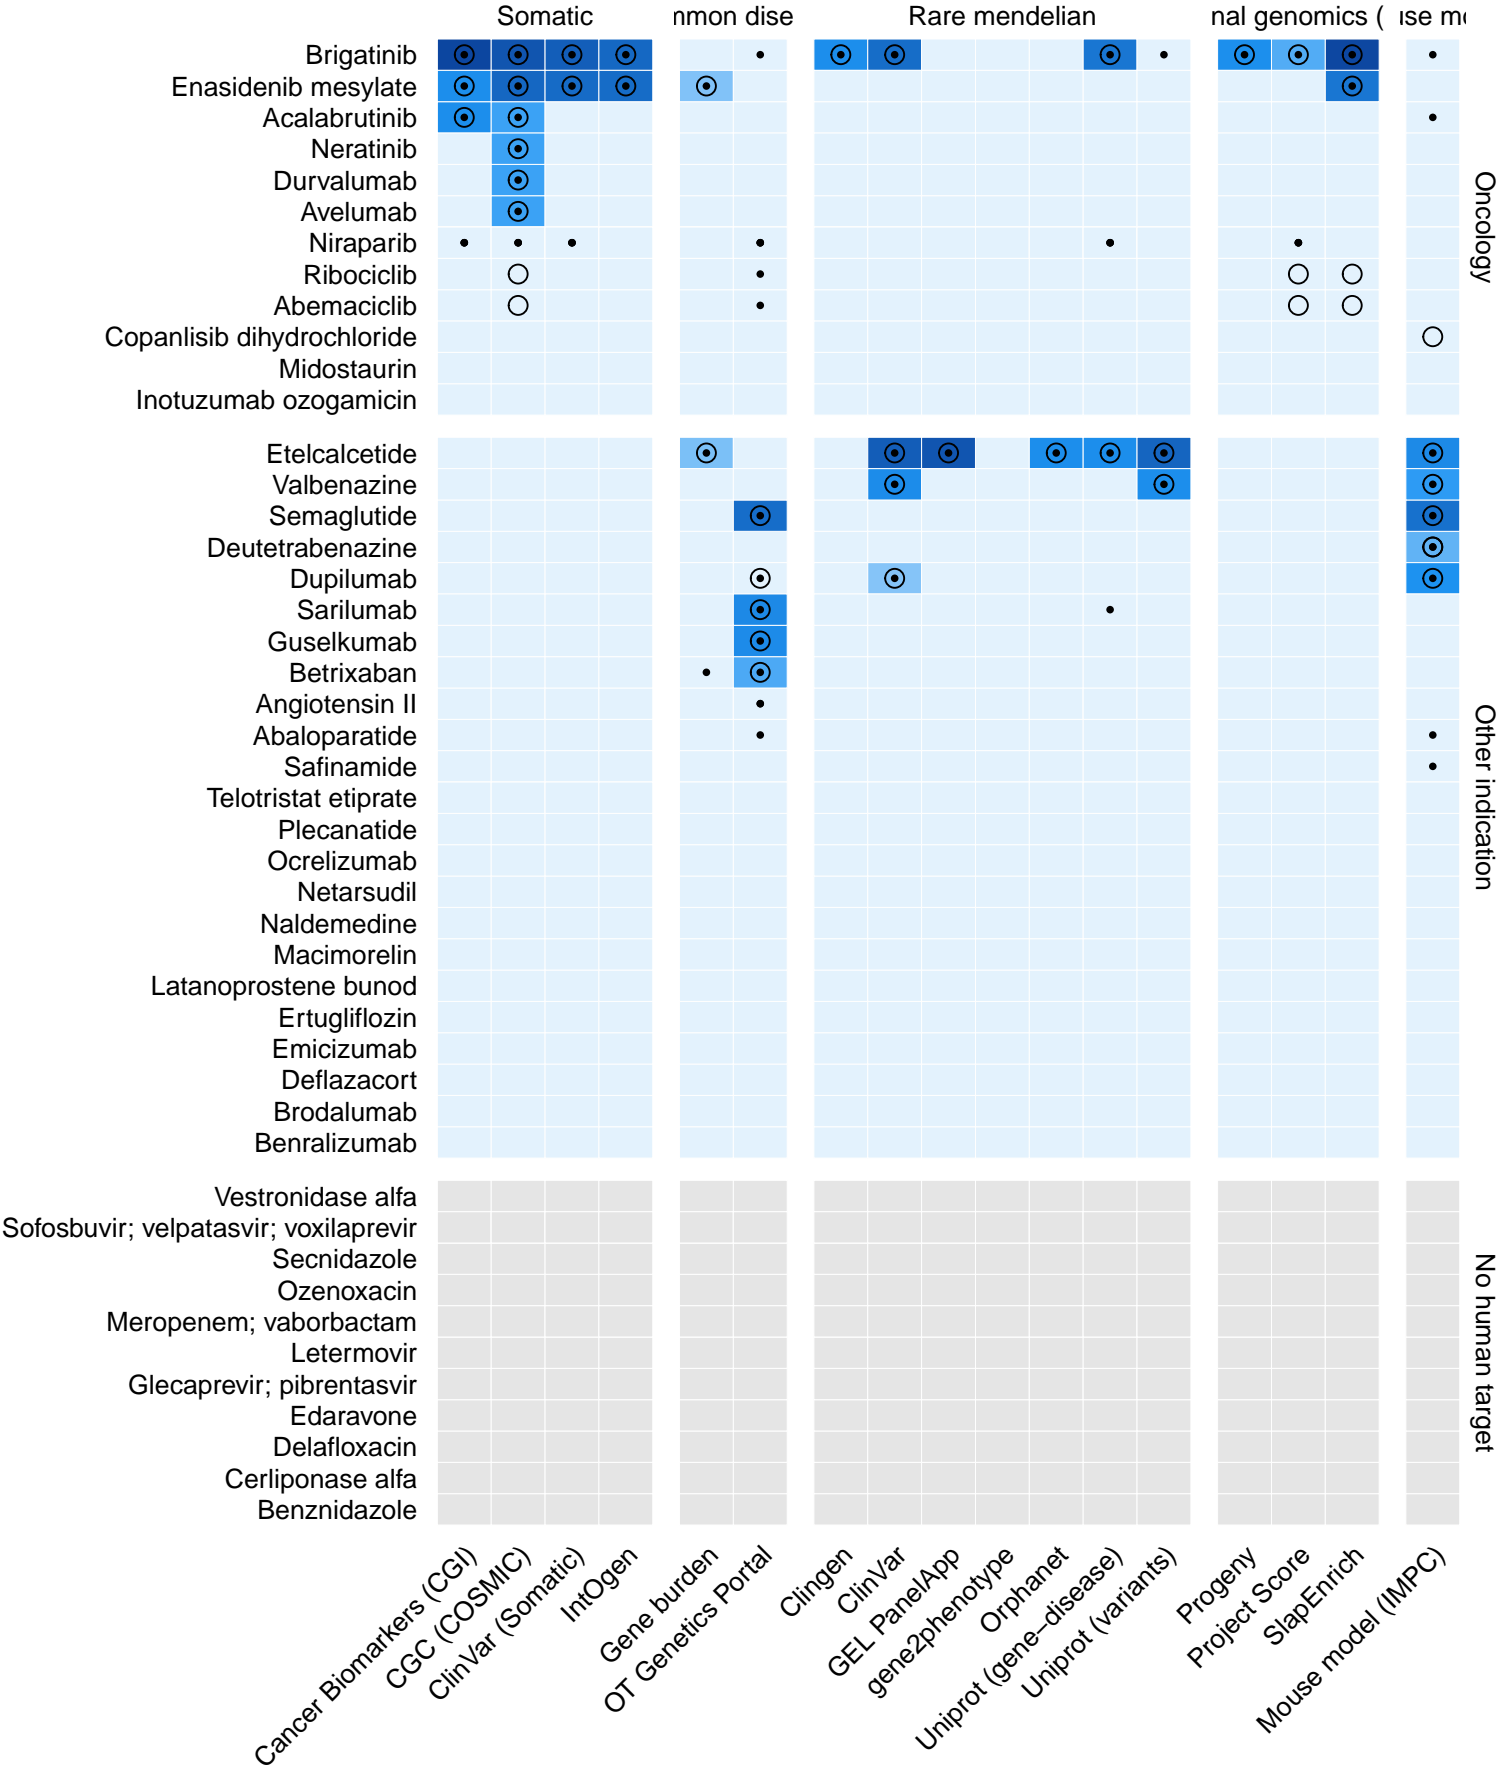 Somatic
nmon dise
Rare mendelian
nal genomics (
use mo
Brigatinib
Enasidenib mesylate
Acalabrutinib
Neratinib
Durvalumab
Avelumab
Niraparib
Ribociclib
Abemaciclib
Copanlisib dihydrochloride
Midostaurin
Inotuzumab ozogamicin
Oncology
Etelcalcetide
Valbenazine
Semaglutide
Deutetrabenazine
Dupilumab
Sarilumab
Guselkumab
Betrixaban
Angiotensin II
Abaloparatide
Safinamide
Telotristat etiprate
Plecanatide
Ocrelizumab
Netarsudil
Naldemedine
Macimorelin
Latanoprostene bunod
Ertugliflozin
Emicizumab
Deflazacort
Brodalumab
Benralizumab
Other indication
Vestronidase alfa
Sofosbuvir; velpatasvir; voxilaprevir
Secnidazole
Ozenoxacin
Meropenem; vaborbactam
Letermovir
Glecaprevir; pibrentasvir
Edaravone
Delafloxacin
Cerliponase alfa
Benznidazole
No human target
Cancer Biomarkers (CGI)
CGC (COSMIC)
ClinVar (Somatic)
IntOgen
Gene burden
OT Genetics Portal
Clingen
ClinVar
GEL PanelApp
gene2phenotype
Orphanet
Uniprot (gene−disease)
Uniprot (variants)
Progeny
Project Score
SlapEnrich
Mouse model (IMPC)